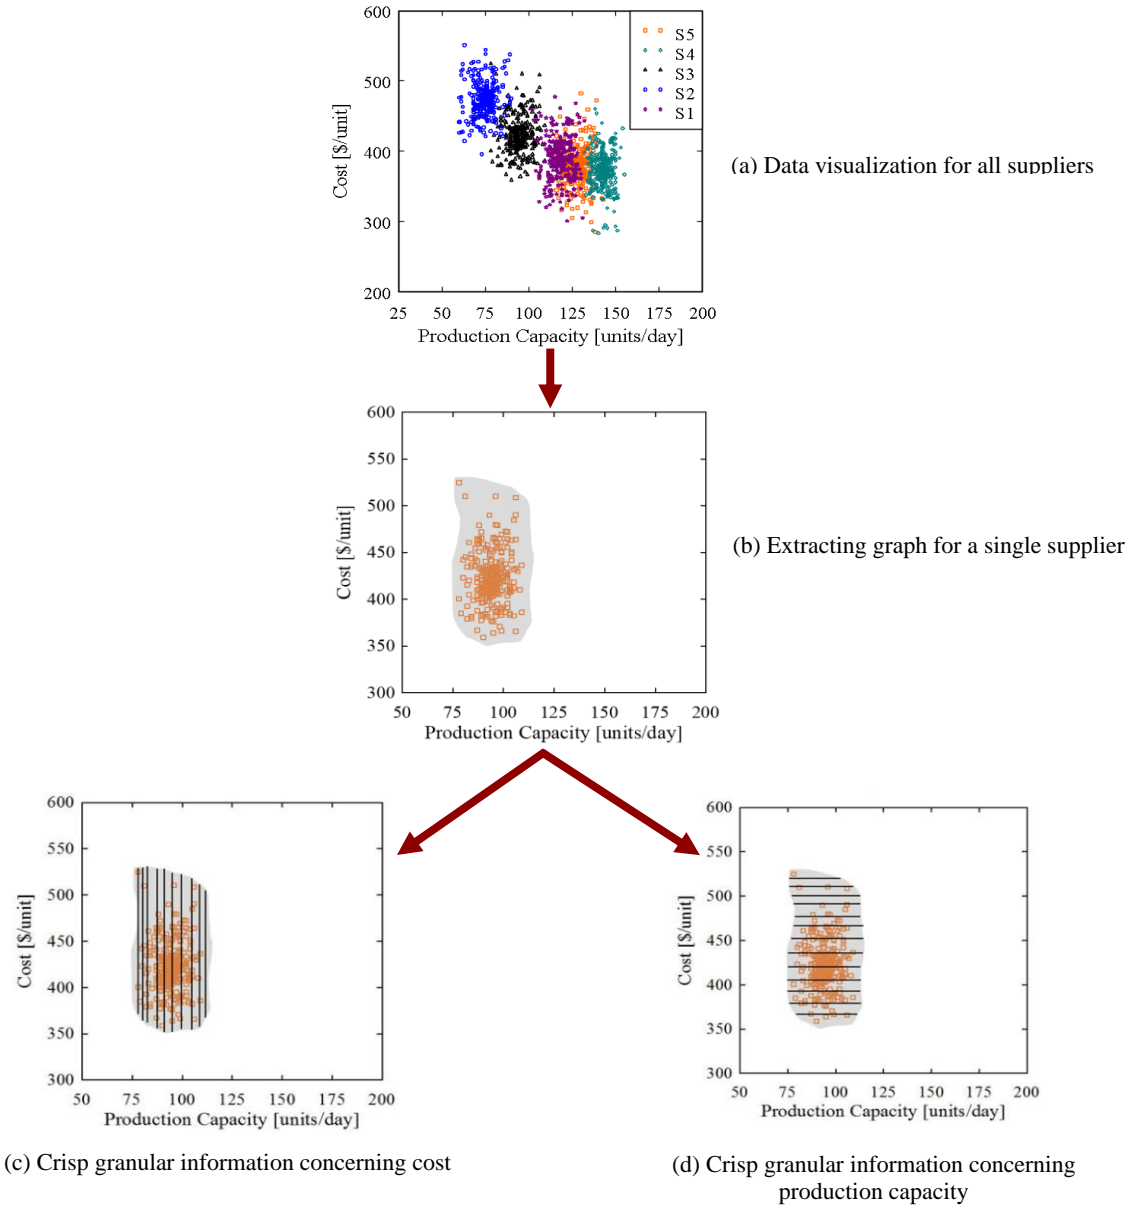 600
500
400
300
200
Cost [$/unit]
S5
S4
S3
S2
S1
25 50 75 100 125 150 175 200
Production Capacity [units/day]
(a) Data visualization for all suppliers
600
550
500
450
400
350
300
Cost [$/unit]
50 75 100 125 150 175 200
Production Capacity [units/day]
(b) Extracting graph for a single supplier
600
550
500
450
400
350
300
Cost [$/unit]
50 75 100 125 150 175 200
Production Capacity [units/day]
(c) Crisp granular information concerning cost
600
550
500
450
400
350
300
Cost [$/unit]
50 75 100 125 150 175 200
Production Capacity [units/day]
(d) Crisp granular information concerning
production capacity